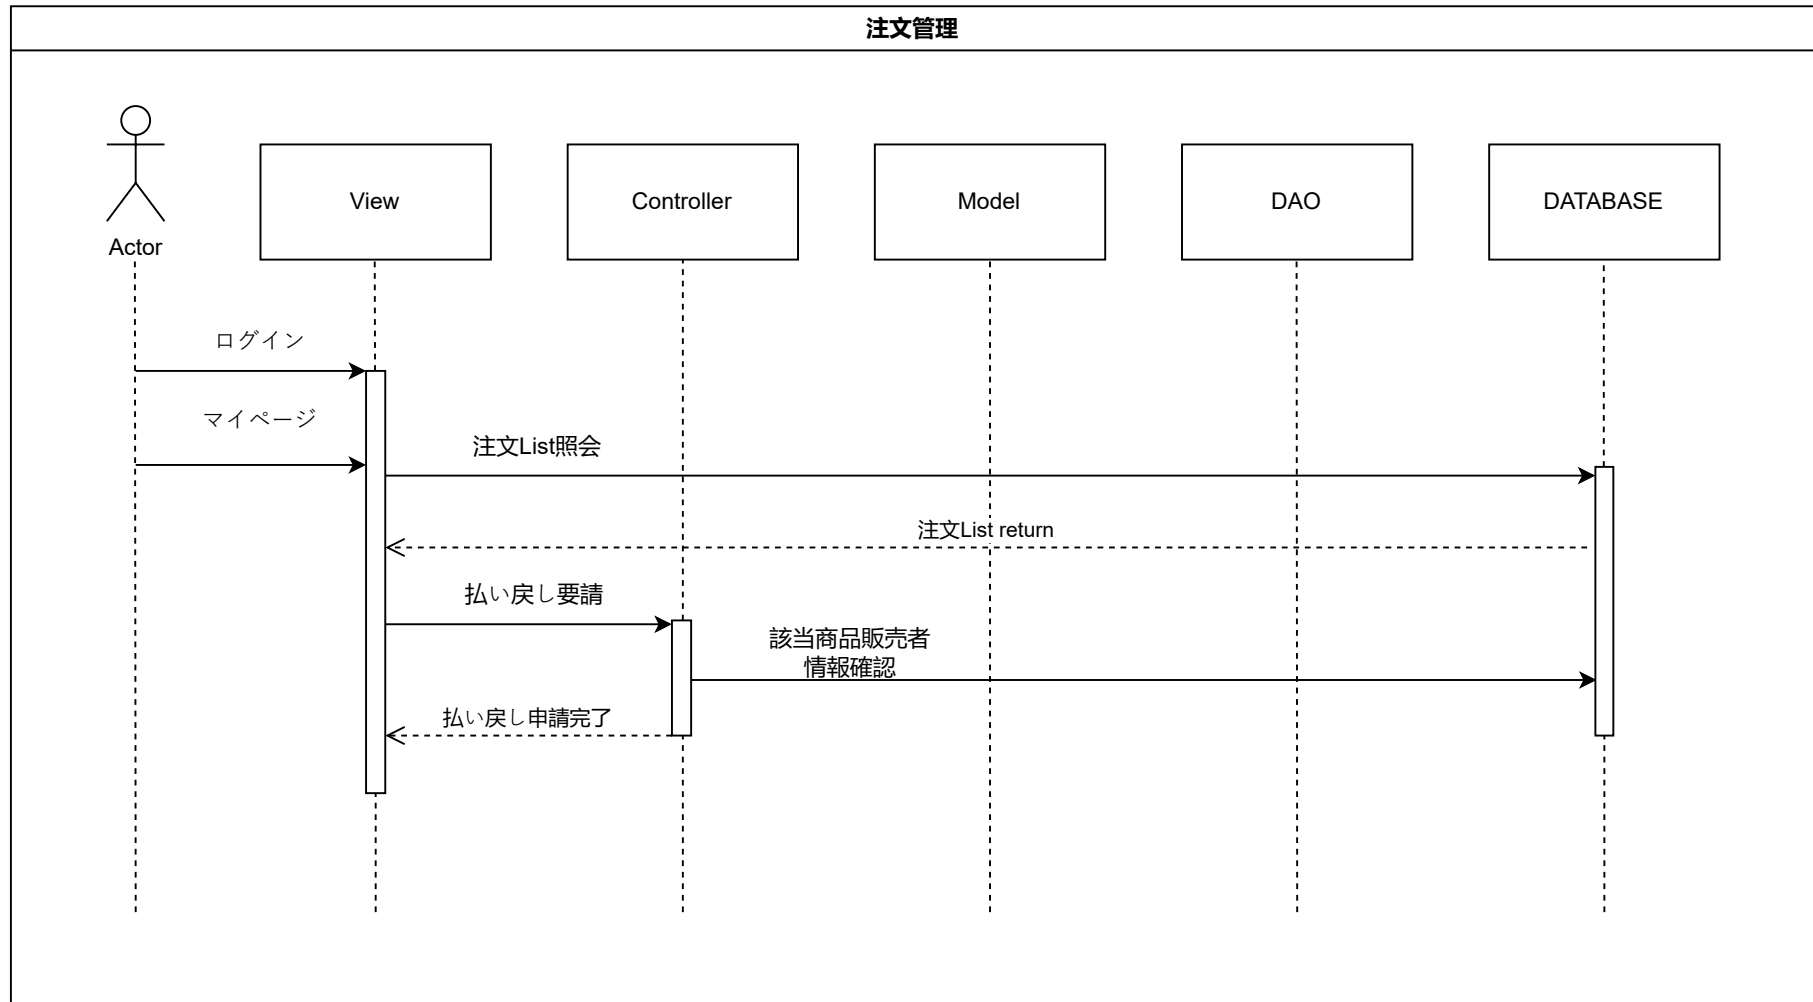 注文管理
Actor
View
Controller
Model
DAO
DATABASE
ログイン
マイページ
注文List照会
注文List return
払い戻し要請
該当商品販売者
情報確認
払い戻し申請完了